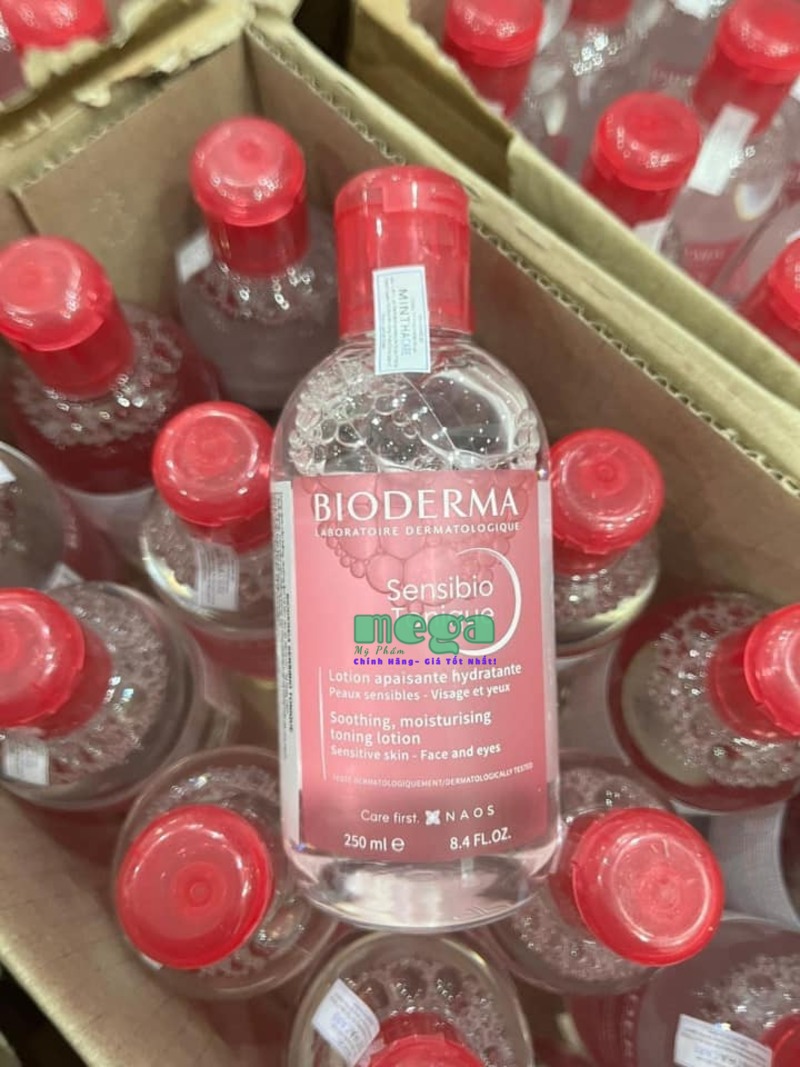 MINTHACARE
BIODERMA
LABORATOIRE DERMATOLOGIQUE
Sensibio
mega
Mỹ Phẩm
Chính Hãng- Giá Tốt Nhất!
Lotion apaisante hydratante
Peaux sensibles - Visage et yeux
Soothing, moisturising
toning lotion
Sensitive skin - Face and eyes
TESTÉ DERMATOLOGIQUEMENT/DERMATOLOGICALLY TESTED
Care first. NAOS
250 ml e 8.4 FL.OZ.